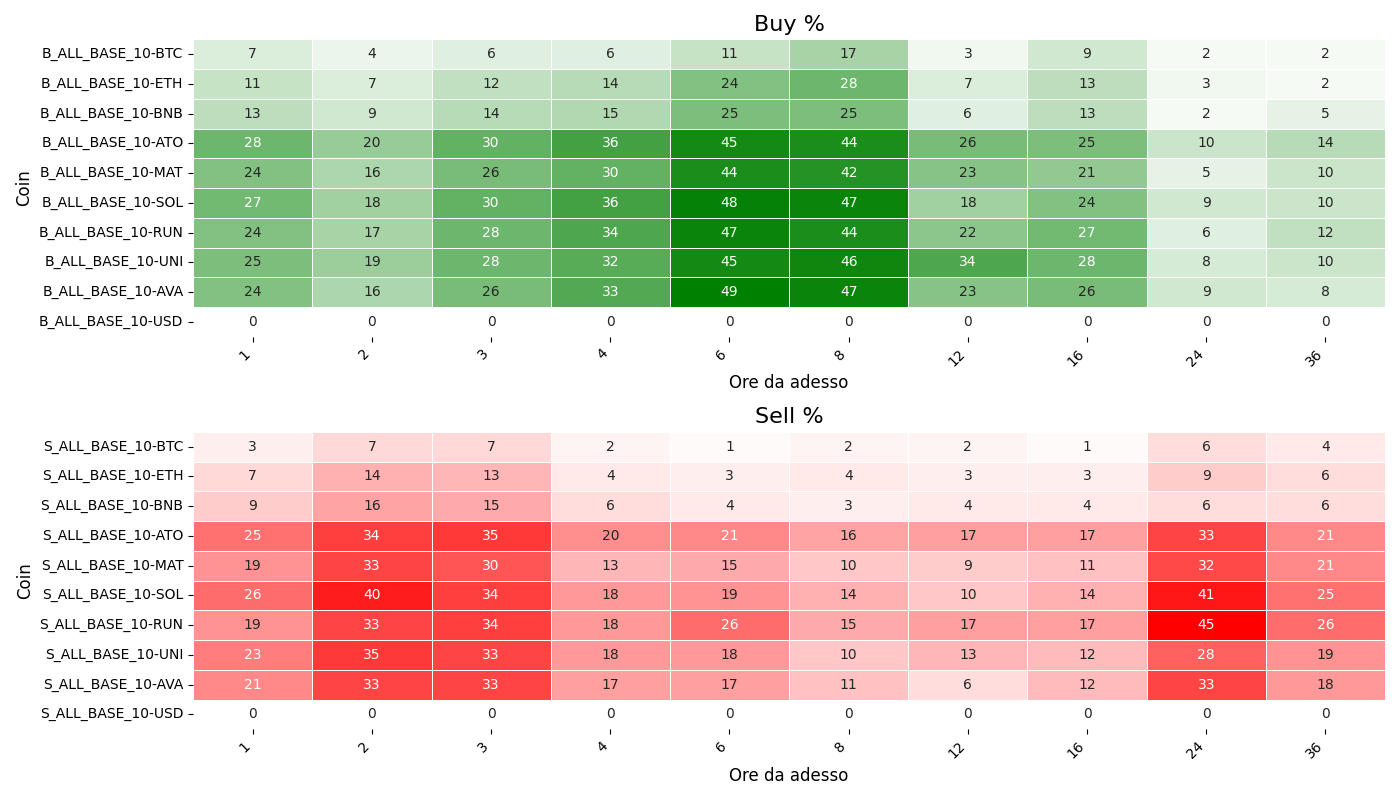 Buy %
Coin
B_ALL_BASE_10-BTC 7 4 6 6 11 17 3 9 2 2
B_ALL_BASE_10-ETH 11 7 12 14 24 28 7 13 3 2
B_ALL_BASE_10-BNB 13 9 14 15 25 25 6 13 2 5
B_ALL_BASE_10-ATO 28 20 30 36 45 44 26 25 10 14
B_ALL_BASE_10-MAT 24 16 26 30 44 42 23 21 5 10
B_ALL_BASE_10-SOL 27 18 30 36 48 47 18 24 9 10
B_ALL_BASE_10-RUN 24 17 28 34 47 44 22 27 6 12
B_ALL_BASE_10-UNI 25 19 28 32 45 46 34 28 8 10
B_ALL_BASE_10-AVA 24 16 26 33 49 47 23 26 9 8
B_ALL_BASE_10-USD 0 0 0 0 0 0 0 0 0 0
1 2 3 4 6 8 12 16 24 36
Ore da adesso
Sell %
Coin
S_ALL_BASE_10-BTC 3 7 7 2 1 2 2 1 6 4
S_ALL_BASE_10-ETH 7 14 13 4 3 4 3 3 9 6
S_ALL_BASE_10-BNB 9 16 15 6 4 3 4 4 6 6
S_ALL_BASE_10-ATO 25 34 35 20 21 16 17 17 33 21
S_ALL_BASE_10-MAT 19 33 30 13 15 10 9 11 32 21
S_ALL_BASE_10-SOL 26 40 34 18 19 14 10 14 41 25
S_ALL_BASE_10-RUN 19 33 34 18 26 15 17 17 45 26
S_ALL_BASE_10-UNI 23 35 33 18 18 10 13 12 28 19
S_ALL_BASE_10-AVA 21 33 33 17 17 11 6 12 33 18
S_ALL_BASE_10-USD 0 0 0 0 0 0 0 0 0 0
1 2 3 4 6 8 12 16 24 36
Ore da adesso